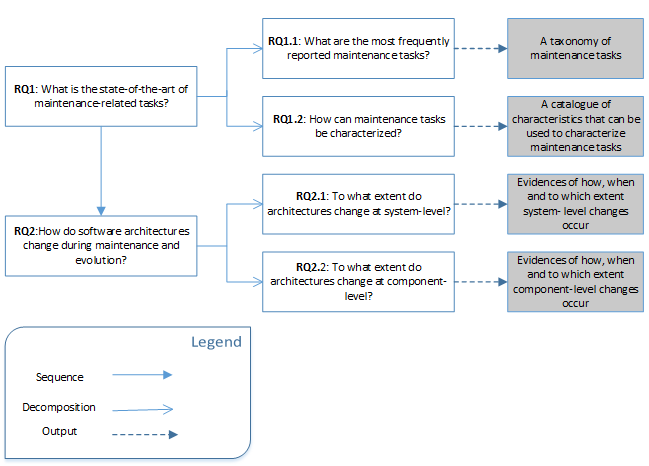 RQ1.1: What are the most frequently
reported maintenance tasks?
A taxonomy of
maintenance tasks
RQ1: What is the state-of-the-art of
maintenance-related tasks?
RQ1.2: How can maintenance tasks
be characterized?
A catalogue of
characteristics that can be
used to characterize
maintenance tasks
RQ2.1: To what extent do
architectures change at system-level?
Evidences of how, when
and to which extent
system- level changes
occur
RQ2:How do software architectures
change during maintenance and
evolution?
RQ2.2: To what extent do
architectures change at component-
level?
Evidences of how, when
and to which extent
component-level changes
occur
Legend
Sequence
Decomposition
Output